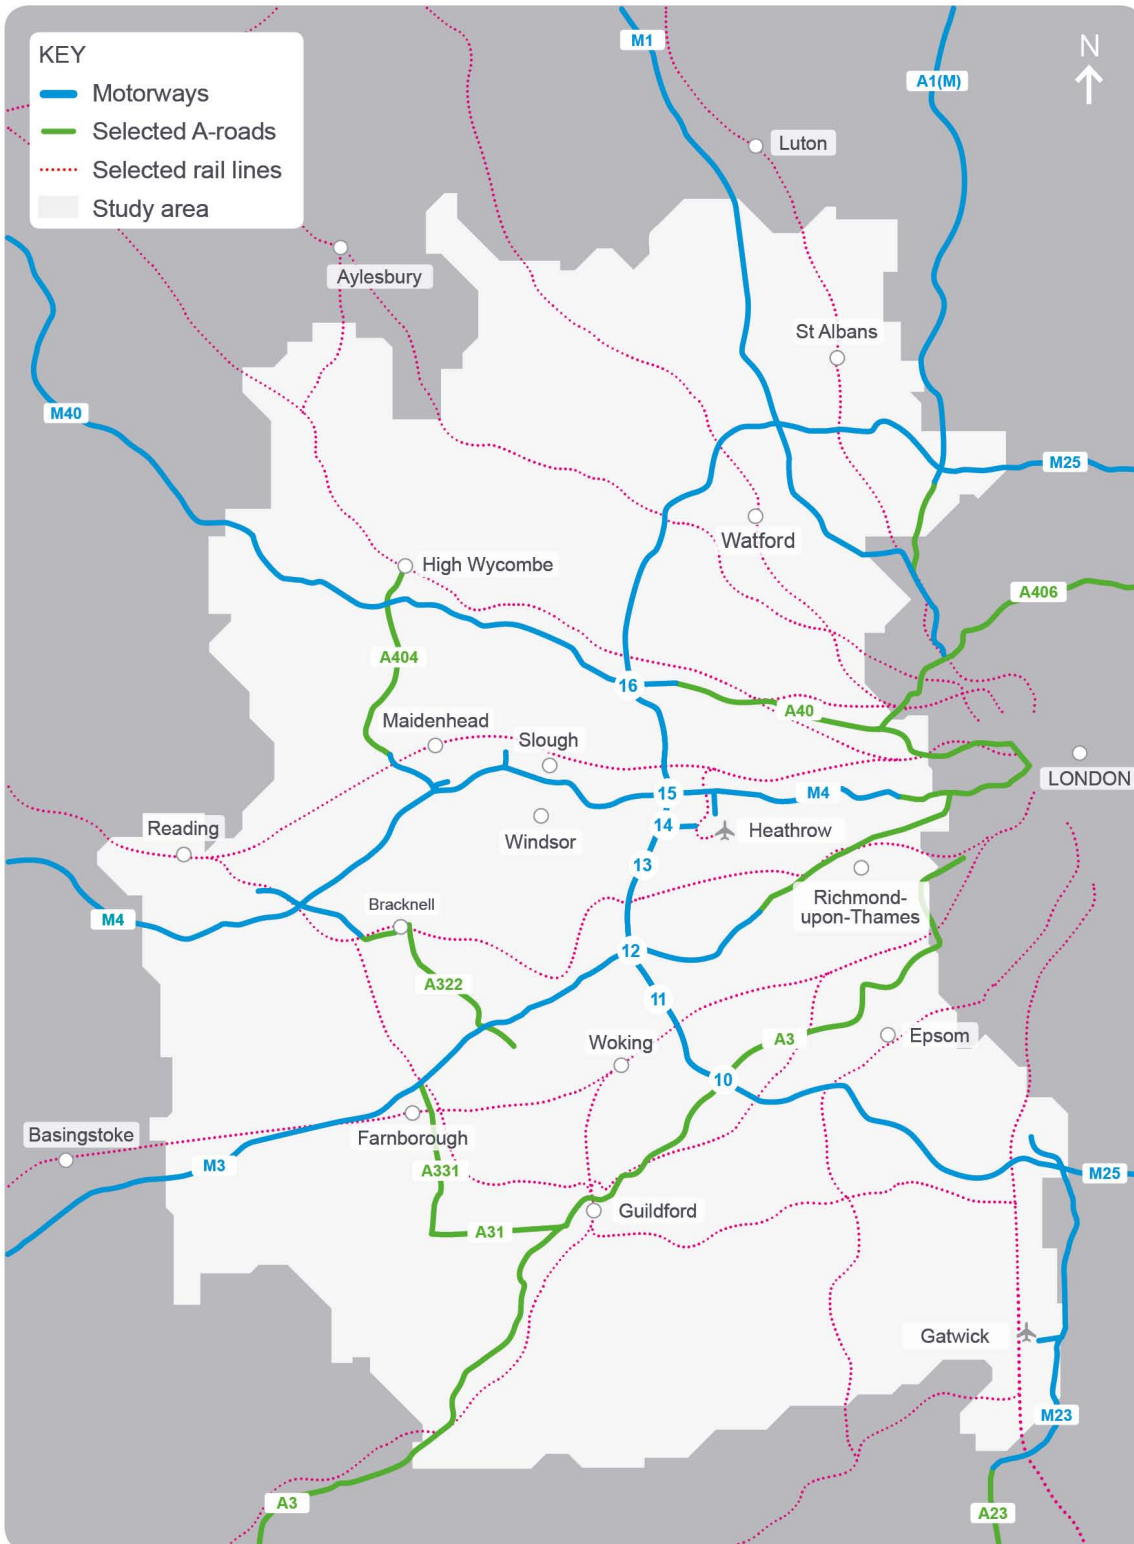 KEY
Motorways
Selected A-roads
Selected rail lines
Study area
N
M1
A1(M)
Luton
Aylesbury
St Albans
M40
M25
Watford
High Wycombe
A406
A404
16
A40
Maidenhead
Slough
LONDON
15
M4
Reading
Windsor
14
Heathrow
13
Richmond-
upon-Thames
M4
Bracknell
12
A322
11
Woking
A3
Epsom
10
Basingstoke
Farnborough
M3
A331
M25
Guildford
A31
Gatwick
M23
A3
A23